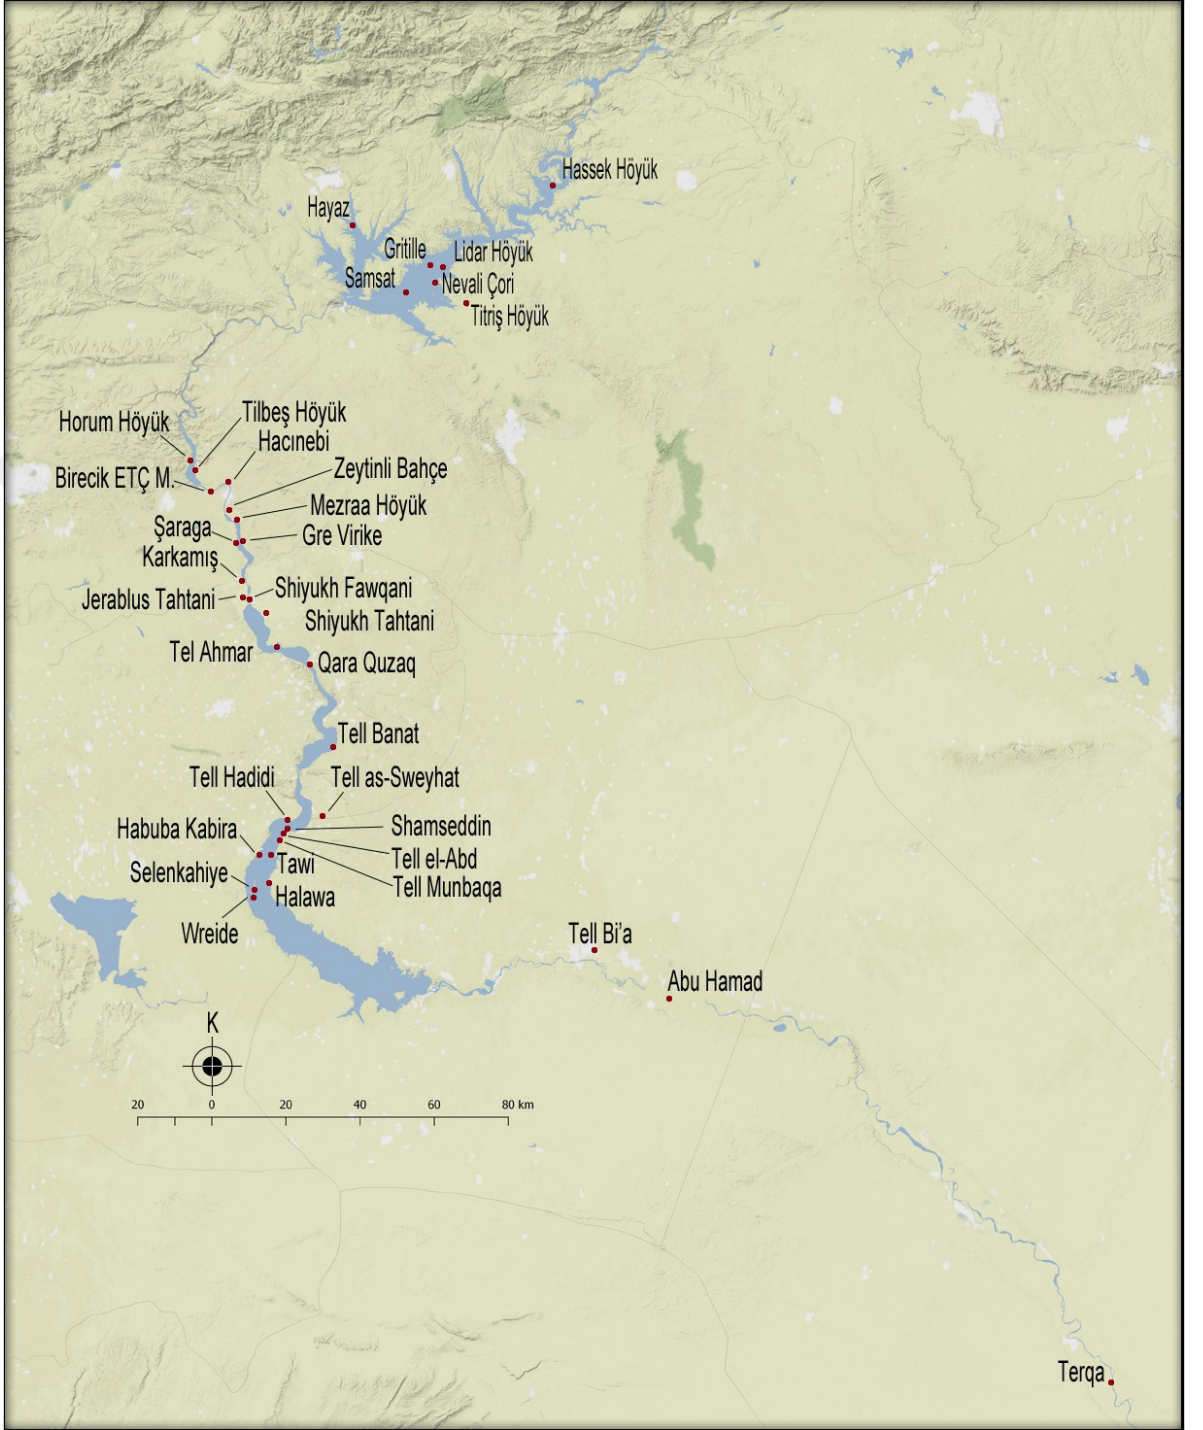 Hassek Höyük
Hayaz
Gritille
Lidar Höyük
Samsat
Nevali Çori
Titriş Höyük
Tilbeş Höyük
Horum Höyük
Hacınebi
Zeytinli Bahçe
Birecik ETÇ M.
Mezraa Höyük
Şaraga
Gre Virike
Karkamış
Shiyukh Fawqani
Jerablus Tahtani
Shiyukh Tahtani
Tel Ahmar
Qara Quzaq
Tell Banat
Tell Hadidi
Tell as-Sweyhat
Habuba Kabira
Shamseddin
Tell el-Abd
Tawi
Selenkahiye
Tell Munbaqa
Halawa
Wreide
Tell Bi'a
Abu Hamad
K
20 0 20 40 60 80 km
Terqa